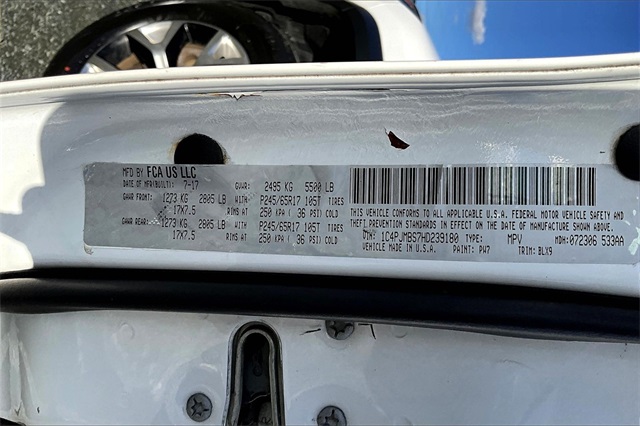 MFD BY FCA US LLC
DATE OF MFR(BUILT): 7-17 GVWR: 2495 KG 5500 LB
GAWR FRONT: 1273 KG 2805 LB P245/65R17 105T TIRES
17X7.5 RIMS AT 250 KPA ( 36 PSI) COLD
GAWR REAR: 1273 KG 2805 LB P245/65R17 105T TIRES
17X7.5 RIMS AT 250 KPA ( 36 PSI) COLD
THIS VEHICLE CONFORMS TO ALL APPLICABLE U.S.A. FEDERAL MOTOR VEHICLE SAFETY AND
THEFT PREVENTION STANDARDS IN EFFECT ON THE DATE OF MANUFACTURE SHOWN ABOVE.
VIN: 1C4PJMBS7HD239180 TYPE: MPV MDH: 072306 533AA
VEHICLE MADE IN U.S.A. PAINT: PW7 TRIM: BLX9